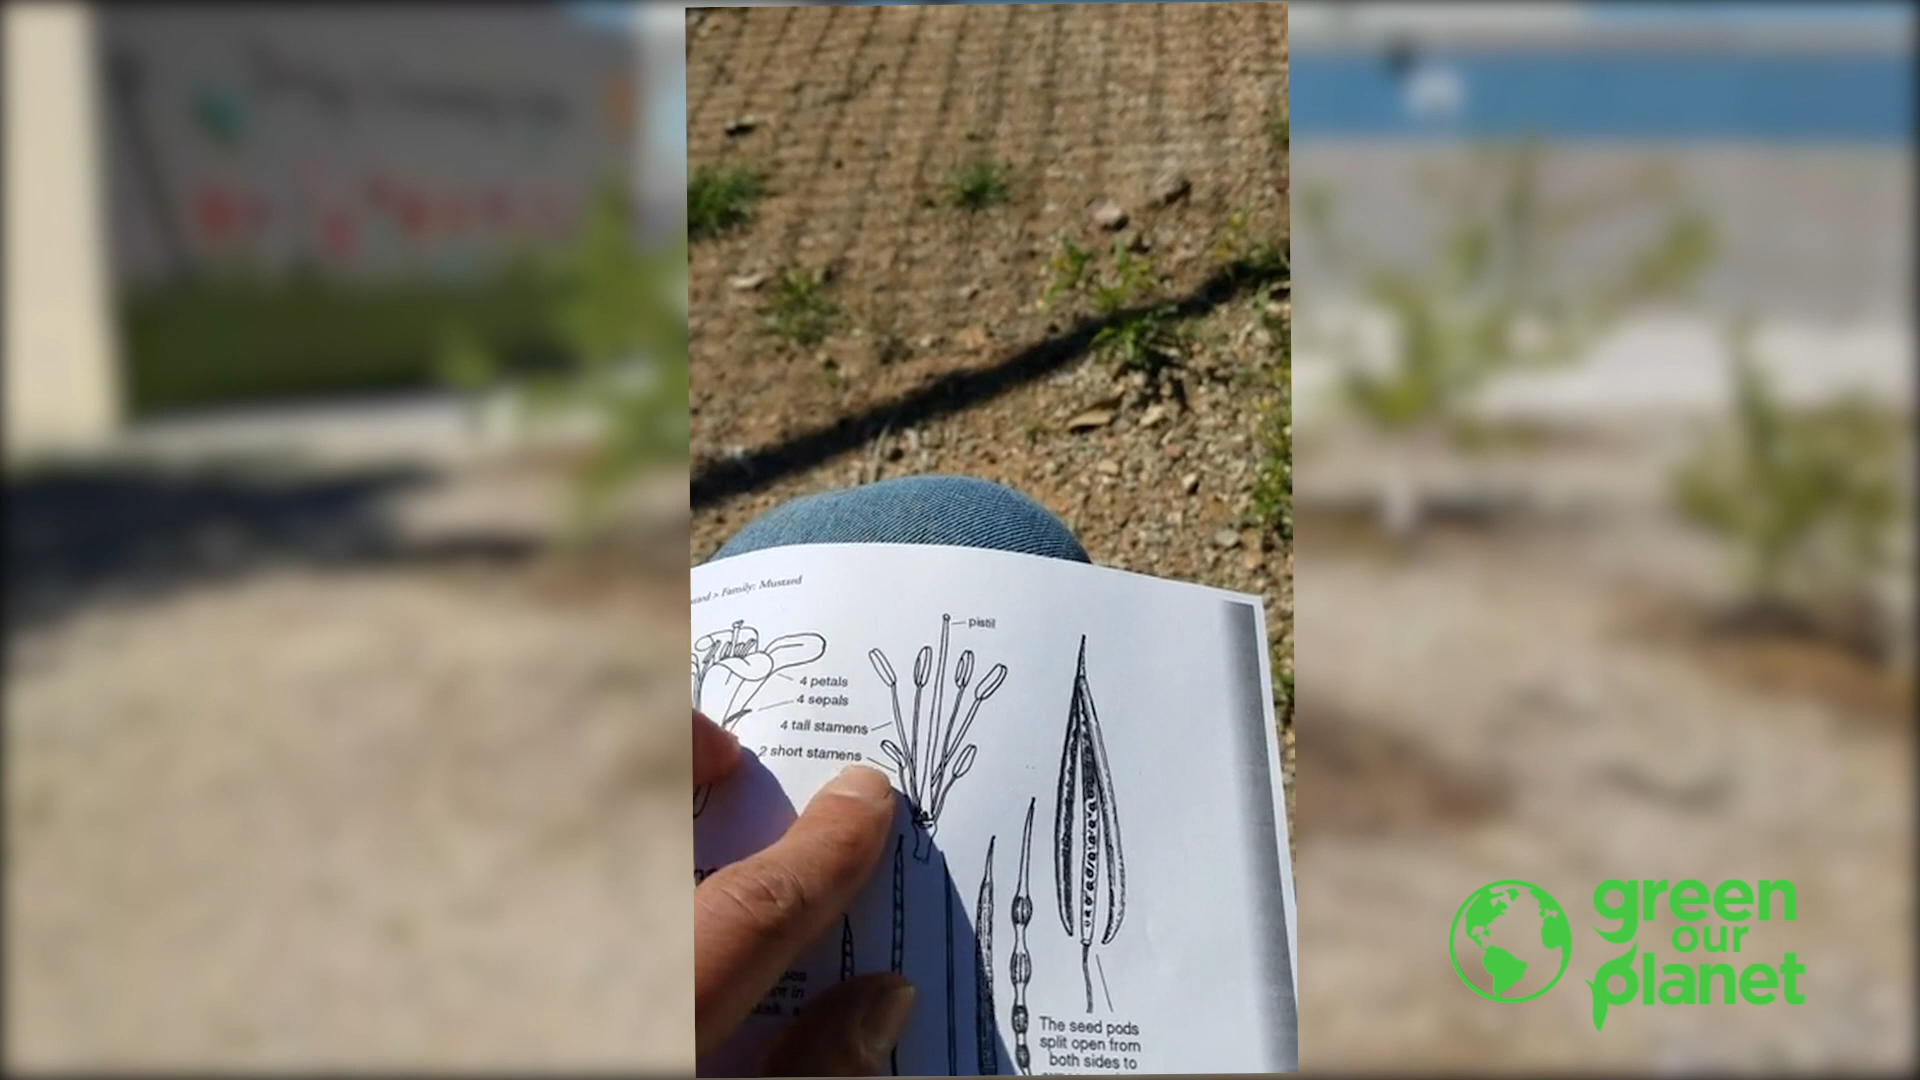 > Family: Mustard
pistil
4 petals
4 sepals
4 tall stamens
2 short stamens
The seed pods
split open from
both sides to
green
our
planet